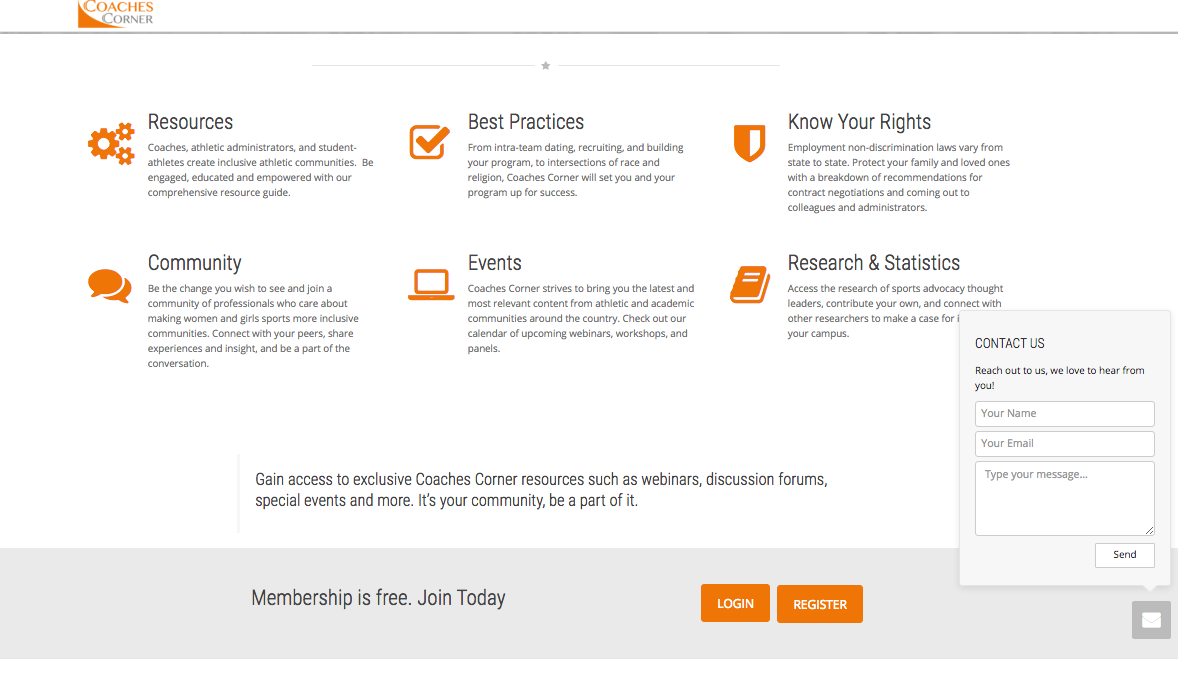 COACHES
CORNER
Resources
Coaches, athletic administrators, and student-
athletes create inclusive athletic communities. Be
engaged, educated and empowered with our
comprehensive resource guide.
Best Practices
From intra-team dating, recruiting, and building
your program, to intersections of race and
religion, Coaches Corner will set you and your
program up for success.
Know Your Rights
Employment non-discrimination laws vary from
state to state. Protect your family and loved ones
with a breakdown of recommendations for
contract negotiations and coming out to
colleagues and administrators.
Community
Be the change you wish to see and join a
community of professionals who care about
making women and girls sports more inclusive
communities. Connect with your peers, share
experiences and insight, and be a part of the
conversation.
Events
Coaches Corner strives to bring you the latest and
most relevant content from athletic and academic
communities around the country. Check out our
calendar of upcoming webinars, workshops, and
panels.
Research & Statistics
Access the research of sports advocacy thought
leaders, contribute your own, and connect with
other researchers to make a case for
your campus.
CONTACT US
Reach out to us, we love to hear from
you!
Your Name
Your Email
Type your message...
Send
Gain access to exclusive Coaches Corner resources such as webinars, discussion forums,
special events and more. It's your community, be a part of it.
Membership is free. Join Today
LOGIN
REGISTER